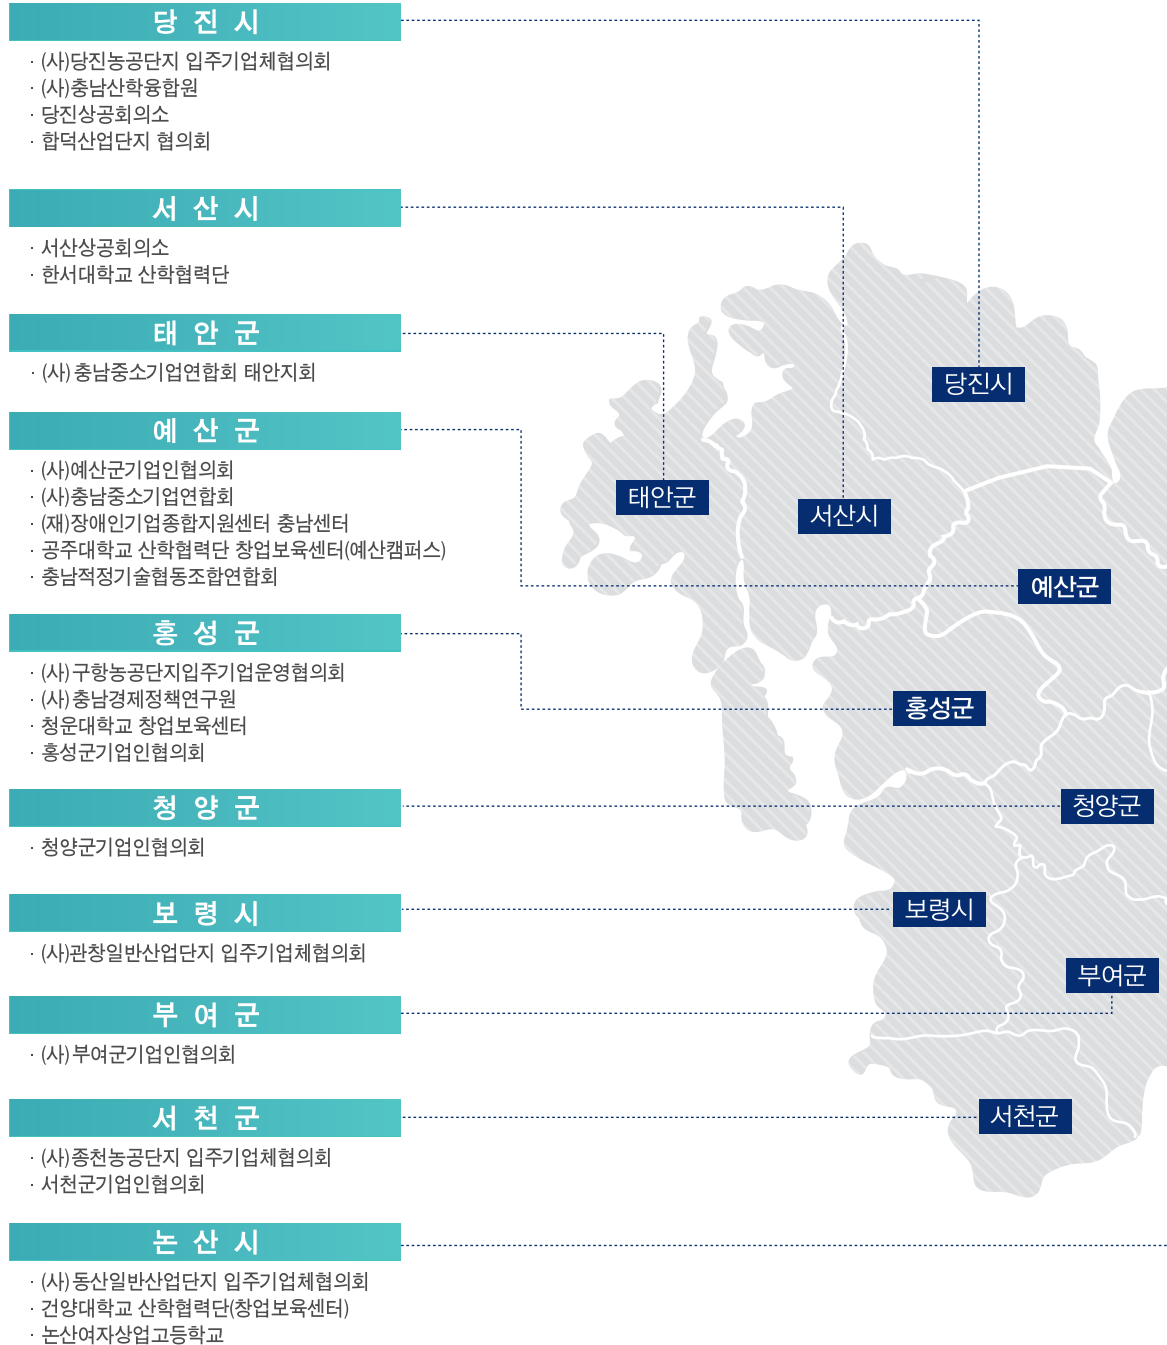 당 진 시
· (사)당진농공단지 입주기업체협의회
· (사)충남산학융합원
· 당진상공회의소
· 합덕산업단지 협의회
서 산 시
· 서산상공회의소
· 한서대학교 산학협력단
태 안 군
· (사) 충남중소기업연합회 태안지회
예 산 군
· (사)예산군기업인협의회
· (사)충남중소기업연합회
· (재)장애인기업종합지원센터 충남센터
· 공주대학교 산학협력단 창업보육센터(예산캠퍼스)
· 충남적정기술협동조합연합회
홍 성 군
· (사) 구항농공단지입주기업운영협의회
· (사) 충남경제정책연구원
· 청운대학교 창업보육센터
· 홍성군기업인협의회
청 양 군
· 청양군기업인협의회
보 령 시
· (사)관창일반산업단지 입주기업체협의회
부 여 군
· (사) 부여군기업인협의회
서 천 군
· (사)종천농공단지 입주기업체협의회
· 서천군기업인협의회
논 산 시
· (사) 동산일반산업단지 입주기업체협의회
· 건양대학교 산학협력단(창업보육센터)
· 논산여자상업고등학교
당진시
태안군
서산시
예산군
홍성군
청양군
보령시
부여군
서천군